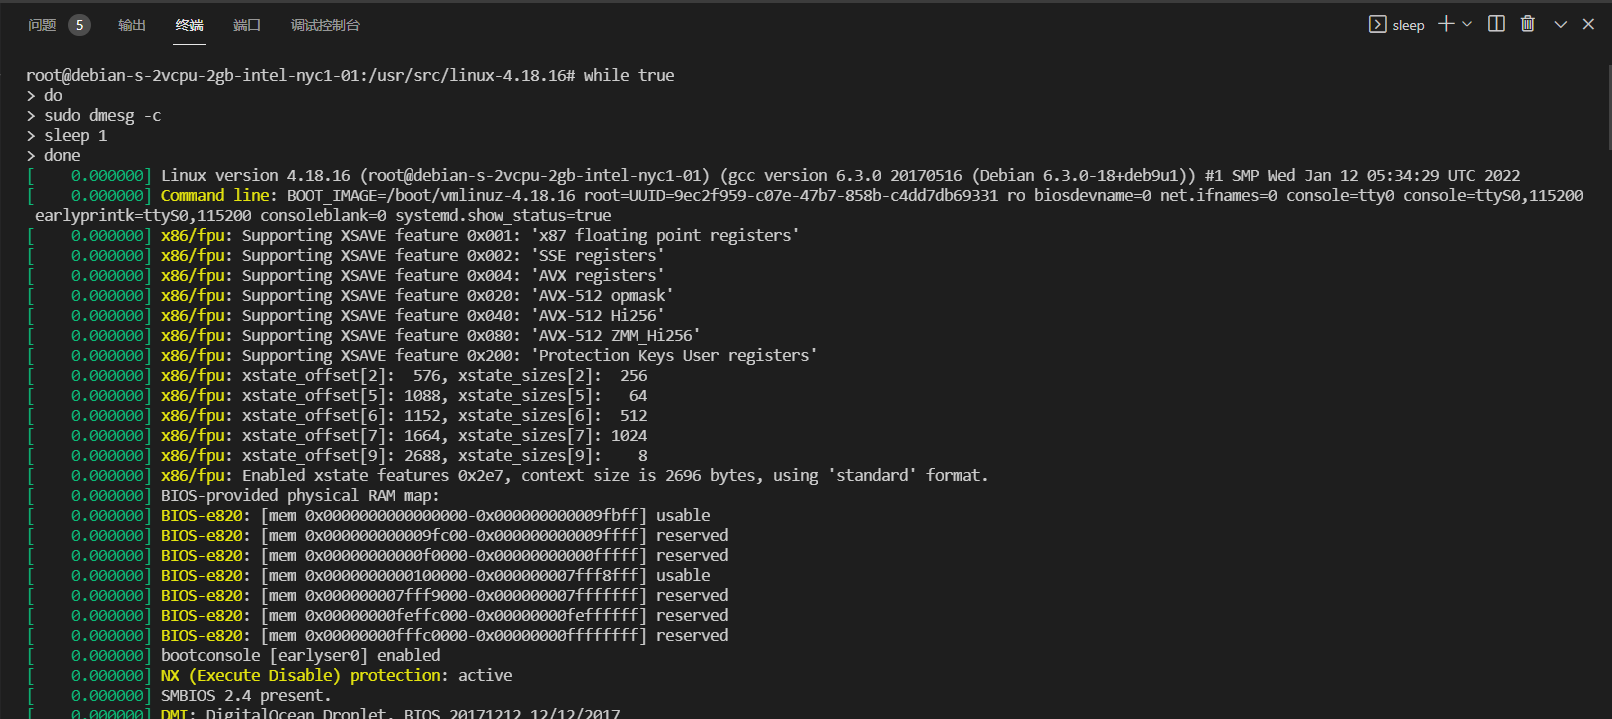 问题 5 输出 终端 端口 调试控制台 sleep
root@debian-s-2vcpu-2gb-intel-nyc1-01:/usr/src/linux-4.18.16# while true
> do
> sudo dmesg -c
> sleep 1
> done
[    0.000000] Linux version 4.18.16 (root@debian-s-2vcpu-2gb-intel-nyc1-01) (gcc version 6.3.0 20170516 (Debian 6.3.0-18+deb9u1)) #1 SMP Wed Jan 12 05:34:29 UTC 2022
[    0.000000] Command line: BOOT_IMAGE=/boot/vmlinuz-4.18.16 root=UUID=9ec2f959-c07e-47b7-858b-c4dd7db69331 ro biosdevname=0 net.ifnames=0 console=tty0 console=ttyS0,115200
 earlyprintk=ttyS0,115200 consoleblank=0 systemd.show_status=true
[    0.000000] x86/fpu: Supporting XSAVE feature 0x001: 'x87 floating point registers'
[    0.000000] x86/fpu: Supporting XSAVE feature 0x002: 'SSE registers'
[    0.000000] x86/fpu: Supporting XSAVE feature 0x004: 'AVX registers'
[    0.000000] x86/fpu: Supporting XSAVE feature 0x020: 'AVX-512 opmask'
[    0.000000] x86/fpu: Supporting XSAVE feature 0x040: 'AVX-512 Hi256'
[    0.000000] x86/fpu: Supporting XSAVE feature 0x080: 'AVX-512 ZMM_Hi256'
[    0.000000] x86/fpu: Supporting XSAVE feature 0x200: 'Protection Keys User registers'
[    0.000000] x86/fpu: xstate_offset[2]:  576, xstate_sizes[2]:  256
[    0.000000] x86/fpu: xstate_offset[5]: 1088, xstate_sizes[5]:   64
[    0.000000] x86/fpu: xstate_offset[6]: 1152, xstate_sizes[6]:  512
[    0.000000] x86/fpu: xstate_offset[7]: 1664, xstate_sizes[7]: 1024
[    0.000000] x86/fpu: xstate_offset[9]: 2688, xstate_sizes[9]:    8
[    0.000000] x86/fpu: Enabled xstate features 0x2e7, context size is 2696 bytes, using 'standard' format.
[    0.000000] BIOS-provided physical RAM map:
[    0.000000] BIOS-e820: [mem 0x0000000000000000-0x000000000009fbff] usable
[    0.000000] BIOS-e820: [mem 0x000000000009fc00-0x000000000009ffff] reserved
[    0.000000] BIOS-e820: [mem 0x00000000000f0000-0x00000000000fffff] reserved
[    0.000000] BIOS-e820: [mem 0x0000000000100000-0x000000007fff8fff] usable
[    0.000000] BIOS-e820: [mem 0x000000007fff9000-0x000000007fffffff] reserved
[    0.000000] BIOS-e820: [mem 0x00000000feffc000-0x00000000feffffff] reserved
[    0.000000] BIOS-e820: [mem 0x00000000fffc0000-0x00000000ffffffff] reserved
[    0.000000] bootconsole [earlyser0] enabled
[    0.000000] NX (Execute Disable) protection: active
[    0.000000] SMBIOS 2.4 present.
[    0.000000] DMI: DigitalOcean Droplet, BIOS 20171212 12/12/2017